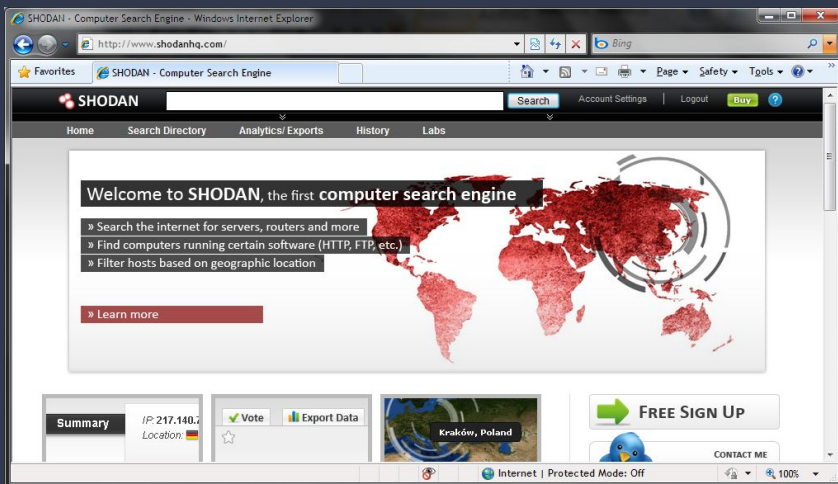 SHODAN - Computer Search Engine - Windows Internet Explorer
http://www.shodanhq.com/
Bing
Favorites
SHODAN - Computer Search Engine
Page
Safety
Tools
SHODAN
Search
Account Settings | Logout
Buy
?
Home
Search Directory
Analytics/ Exports
History
Labs
Welcome to SHODAN, the first computer search engine
» Search the internet for servers, routers and more
» Find computers running certain software (HTTP, FTP, etc.)
» Filter hosts based on geographic location
» Learn more
Summary
IP: 217.140.
Location:
Vote
Export Data
Kraków, Poland
FREE SIGN UP
CONTACT ME
Internet | Protected Mode: Off
100%